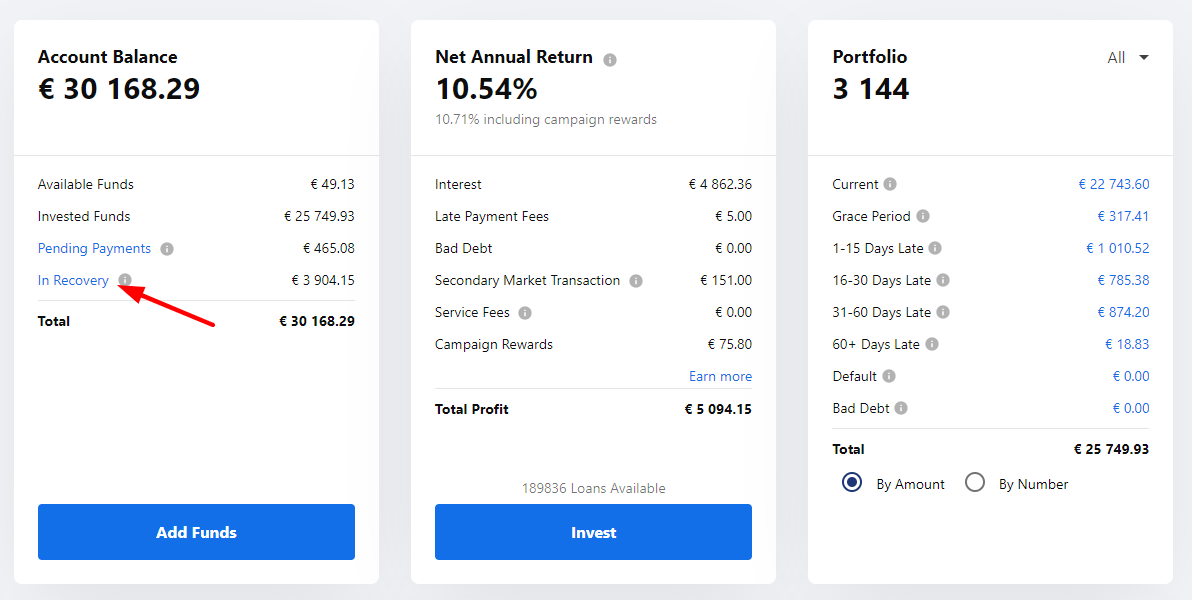 Account Balance
€ 30 168.29
Available Funds € 49.13
Invested Funds € 25 749.93
Pending Payments € 465.08
In Recovery € 3 904.15
Total € 30 168.29
Add Funds
Net Annual Return
10.54%
10.71% including campaign rewards
Interest € 4 862.36
Late Payment Fees € 5.00
Bad Debt € 0.00
Secondary Market Transaction € 151.00
Service Fees € 0.00
Campaign Rewards € 75.80
Earn more
Total Profit € 5 094.15
189836 Loans Available
Invest
Portfolio All
3 144
Current € 22 743.60
Grace Period € 317.41
1-15 Days Late € 1 010.52
16-30 Days Late € 785.38
31-60 Days Late € 874.20
60+ Days Late € 18.83
Default € 0.00
Bad Debt € 0.00
Total € 25 749.93
By Amount By Number